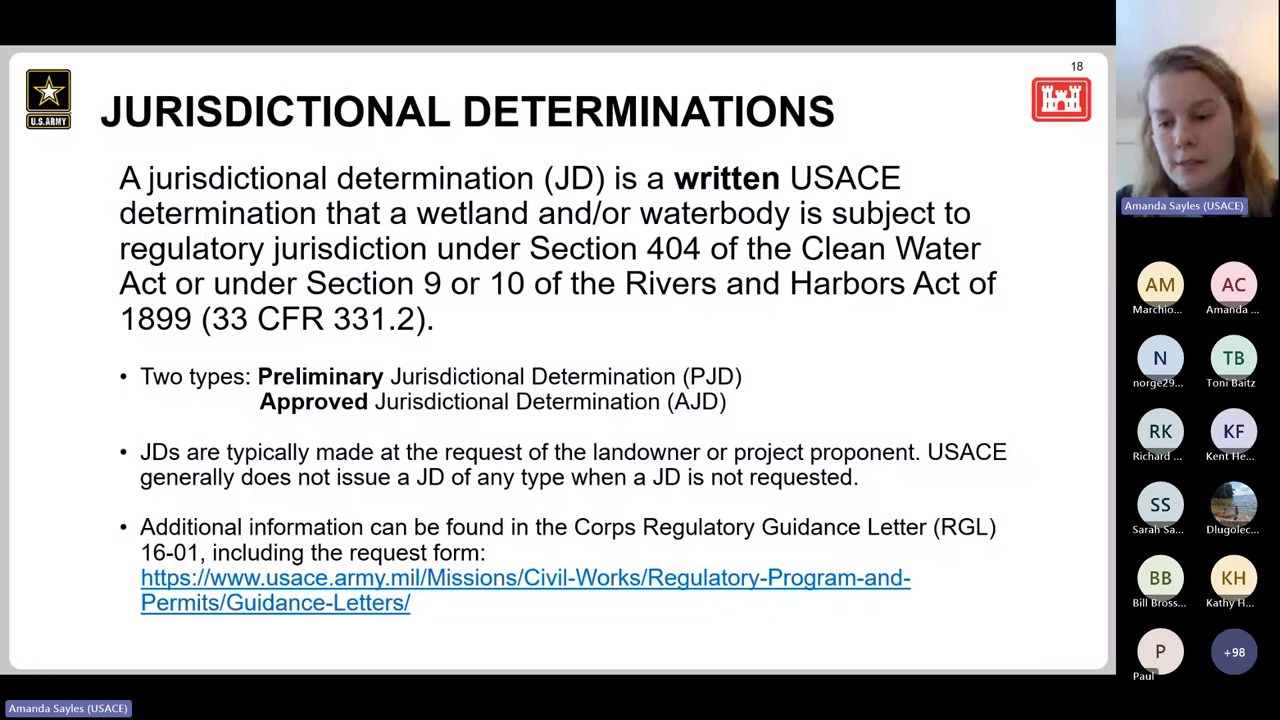 18
U.S.ARMY
JURISDICTIONAL DETERMINATIONS
A jurisdictional determination (JD) is a written USACE
determination that a wetland and/or waterbody is subject to
regulatory jurisdiction under Section 404 of the Clean Water
Act or under Section 9 or 10 of the Rivers and Harbors Act of
1899 (33 CFR 331.2).
• Two types: Preliminary Jurisdictional Determination (PJD)
Approved Jurisdictional Determination (AJD)
• JDs are typically made at the request of the landowner or project proponent. USACE
generally does not issue a JD of any type when a JD is not requested.
• Additional information can be found in the Corps Regulatory Guidance Letter (RGL)
16-01, including the request form:
https://www.usace.army.mil/Missions/Civil-Works/Regulatory-Program-and-
Permits/Guidance-Letters/
Amanda Sayles (USACE)
Amanda Sayles (USACE)
AM
AC
Marchio...
Amanda ...
N
TB
norge29...
Toni Baitz
RK
KF
Richard ...
Kent He...
SS
Sarah Sa...
Dlugolec...
BB
KH
Bill Bross...
Kathy H...
P
+98
Paul